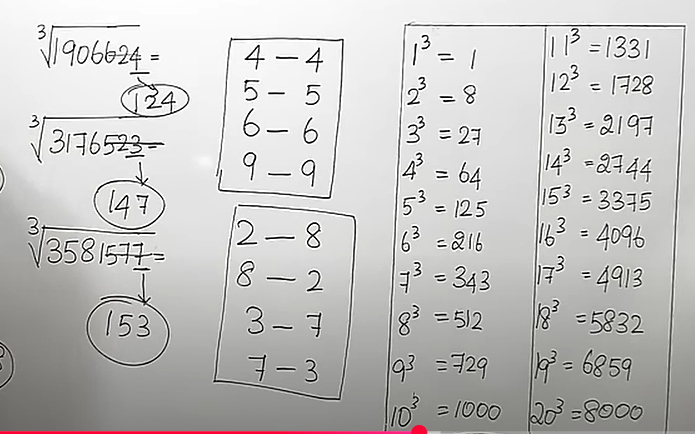 ∛1906624=
124
∛3176523=
147
∛3581577=
153
4 – 4
5 – 5
6 – 6
9 – 9
2 – 8
8 – 2
3 – 7
7 – 3
1³ = 1
2³ = 8
3³ = 27
4³ = 64
5³ = 125
6³ = 216
7³ = 343
8³ = 512
9³ = 729
10³ = 1000
11³ = 1331
12³ = 1728
13³ = 2197
14³ = 2744
15³ = 3375
16³ = 4096
17³ = 4913
18³ = 5832
19³ = 6859
20³ = 8000